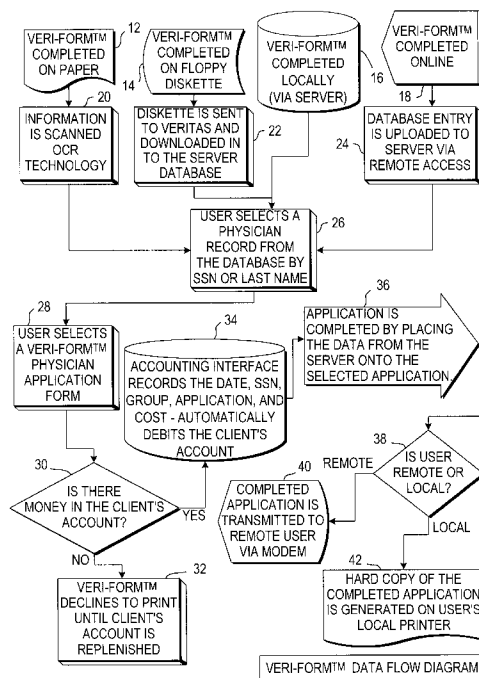 12
VERI-FORM™
COMPLETED
ON PAPER
VERI-FORM™
COMPLETED
ON FLOPPY
DISKETTE
14
VERI-FORM™
COMPLETED
LOCALLY
(VIA SERVER)
16
VERI-FORM™
COMPLETED
ONLINE
18
20
INFORMATION
IS SCANNED
OCR
TECHNOLOGY
DISKETTE IS SENT
TO VERITAS AND
DOWNLOADED IN
TO THE SERVER
DATABASE
22
24
DATABASE ENTRY
IS UPLOADED TO
SERVER VIA
REMOTE ACCESS
USER SELECTS A
PHYSICIAN
RECORD FROM
THE DATABASE BY
SSN OR LAST NAME
26
28
USER SELECTS
A VERI-FORM™
PHYSICIAN
APPLICATION
FORM
34
ACCOUNTING INTERFACE
RECORDS THE DATE, SSN,
GROUP, APPLICATION, AND
COST - AUTOMATICALLY
DEBITS THE CLIENT'S
ACCOUNT
36
APPLICATION IS
COMPLETED BY PLACING
THE DATA FROM THE
SERVER ONTO THE
SELECTED APPLICATION.
30
IS THERE
MONEY IN THE CLIENT'S
ACCOUNT?
YES
NO
32
VERI-FORM™
DECLINES TO PRINT
UNTIL CLIENT'S
ACCOUNT IS
REPLENISHED
38
IS USER
REMOTE OR
LOCAL?
REMOTE
LOCAL
40
COMPLETED
APPLICATION IS
TRANSMITTED TO
REMOTE USER
VIA MODEM
42
HARD COPY OF THE
COMPLETED APPLICATION
IS GENERATED ON USER'S
LOCAL PRINTER
VERI-FORM™ DATA FLOW DIAGRAM